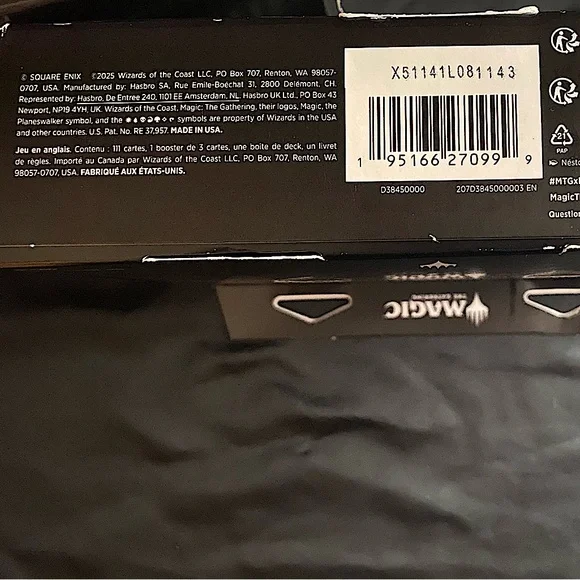 © SQUARE ENIX ©2025 Wizards of the Coast LLC, PO Box 707, Renton, WA 98057-
0707, USA. Manufactured by: Hasbro SA, Rue Emile-Boéchat 31, 2800 Delémont, CH.
Represented by: Hasbro, De Entree 240, 1101 EE Amsterdam, NL. Hasbro UK Ltd., PO Box 43
Newport, NP19 4YH, UK. Wizards of the Coast, Magic: The Gathering, their logos, Magic, the
Planeswalker symbol, and the symbols are property of Wizards in the USA
and other countries. U.S. Pat. No. RE 37,957. MADE IN USA.
Jeu en anglais. Contenu : 111 cartes, 1 booster de 3 cartes, une boite de deck, un livret
de règles. Importé au Canada par Wizards of the Coast LLC, PO Box 707, Renton, WA
98057-0707, USA. FABRIQUÉ AUX ÉTATS-UNIS.
X51141L081143
1 95166 27099 9
D38450000 207D3845000003 EN
21
PAP
#MTGx
MagicT
Questio
MAGIC
THE GATHERING